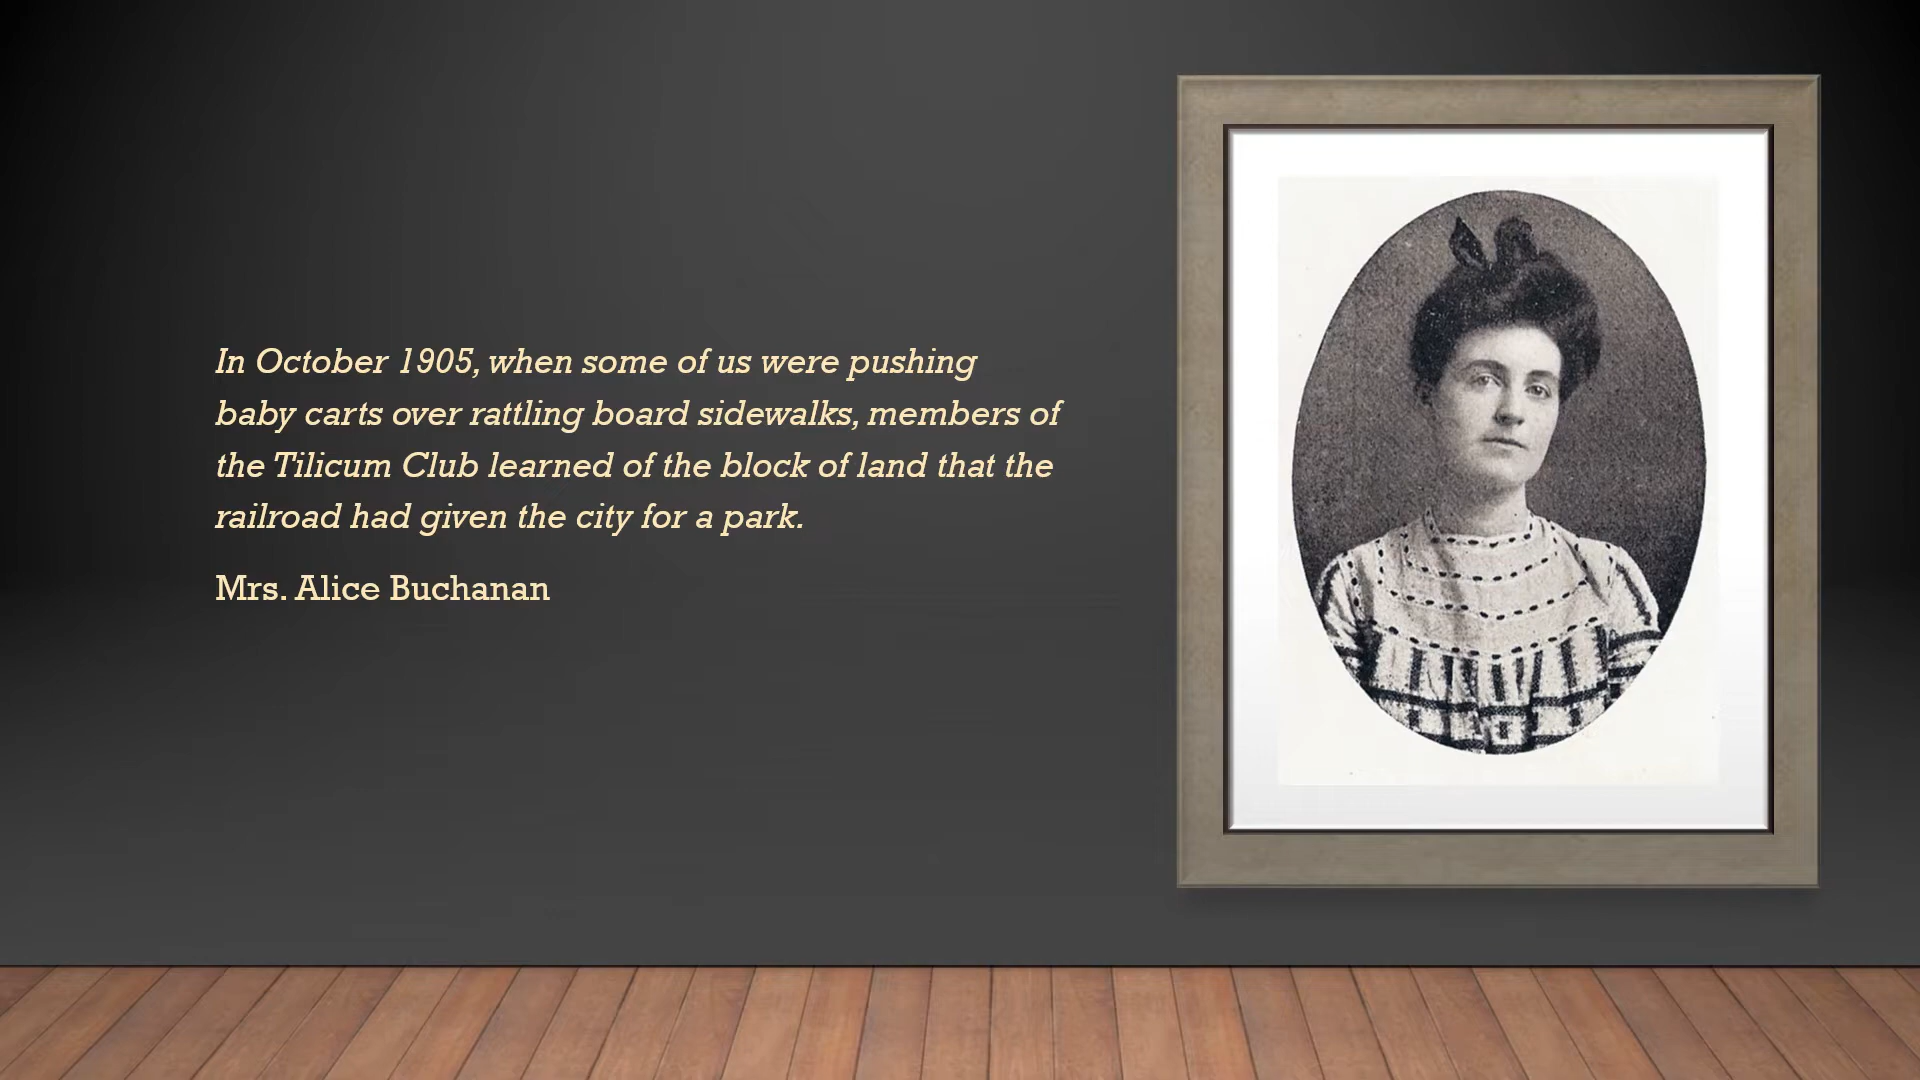 In October 1905, when some of us were pushing
baby carts over rattling board sidewalks, members of
the Tilicum Club learned of the block of land that the
railroad had given the city for a park.
Mrs. Alice Buchanan